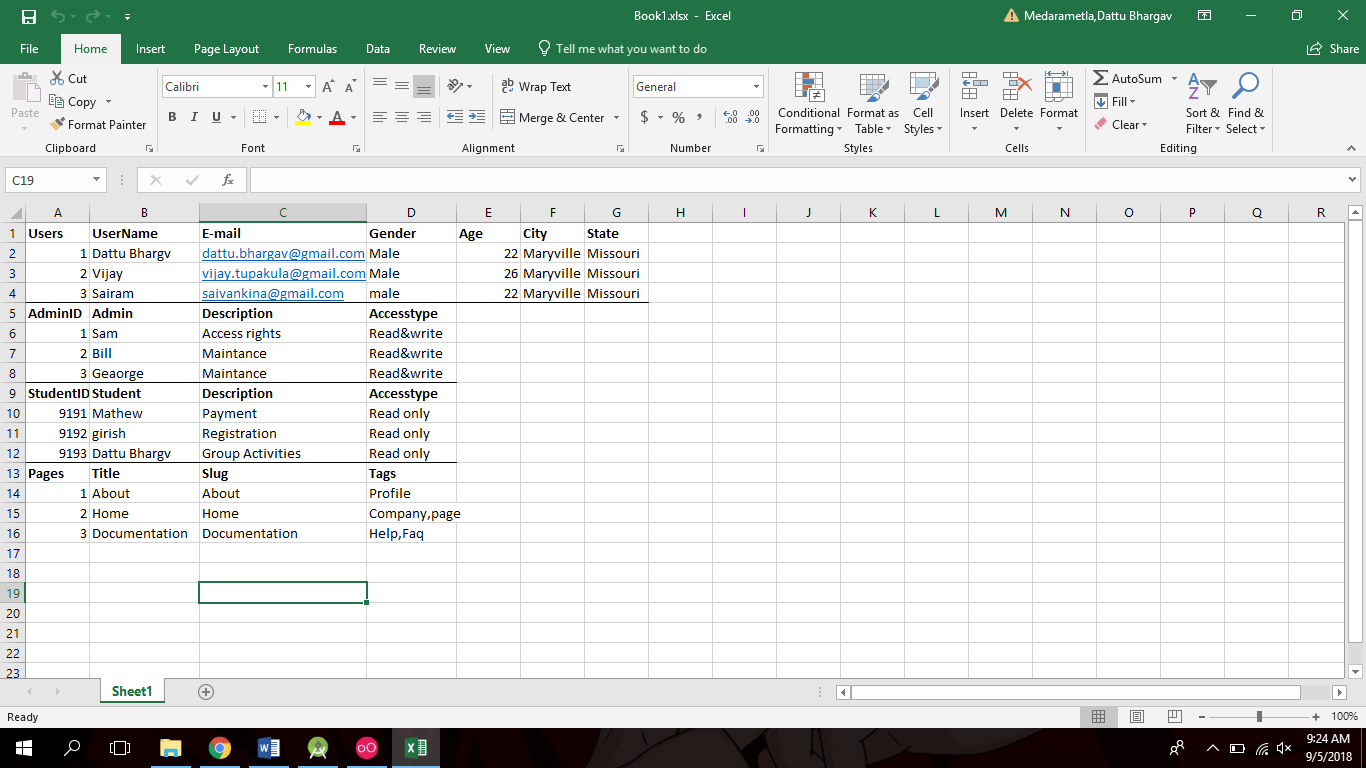 Book1.xlsx - Excel
Medarametla,Dattu Bhargav
File Home Insert Page Layout Formulas Data Review View Tell me what you want to do Share
Paste
Cut
Copy
Format Painter
Clipboard
Calibri 11
B I U A
Font
Wrap Text
Merge & Center
Alignment
General
$ % ,
Number
Conditional Formatting
Format as Table
Cell Styles
Styles
Insert Delete Format
Cells
AutoSum
Fill
Clear
Sort & Filter
Find & Select
Editing
C19 fx
A B C D E F G H I J K L M N O P Q R
1 Users UserName E-mail Gender Age City State
2 1 Dattu Bhargv dattu.bhargav@gmail.com Male 22 Maryville Missouri
3 2 Vijay vijay.tupakula@gmail.com Male 26 Maryville Missouri
4 3 Sairam saivankina@gmail.com male 22 Maryville Missouri
5 AdminID Admin Description Accesstype
6 1 Sam Access rights Read&write
7 2 Bill Maintance Read&write
8 3 Geaorge Maintance Read&write
9 StudentID Student Description Accesstype
10 9191 Mathew Payment Read only
11 9192 girish Registration Read only
12 9193 Dattu Bhargv Group Activities Read only
13 Pages Title Slug Tags
14 1 About About Profile
15 2 Home Home Company,page
16 3 Documentation Documentation Help,Faq
17
18
19
20
21
22
23
Sheet1
Ready 100%
9:24 AM
9/5/2018